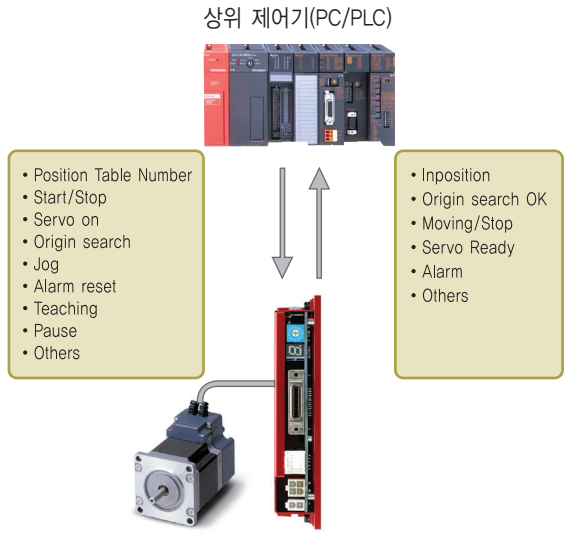 상위 제어기(PC/PLC)
• Position Table Number
• Start/Stop
• Servo on
• Origin search
• Jog
• Alarm reset
• Teaching
• Pause
• Others
• Inposition
• Origin search OK
• Moving/Stop
• Servo Ready
• Alarm
• Others